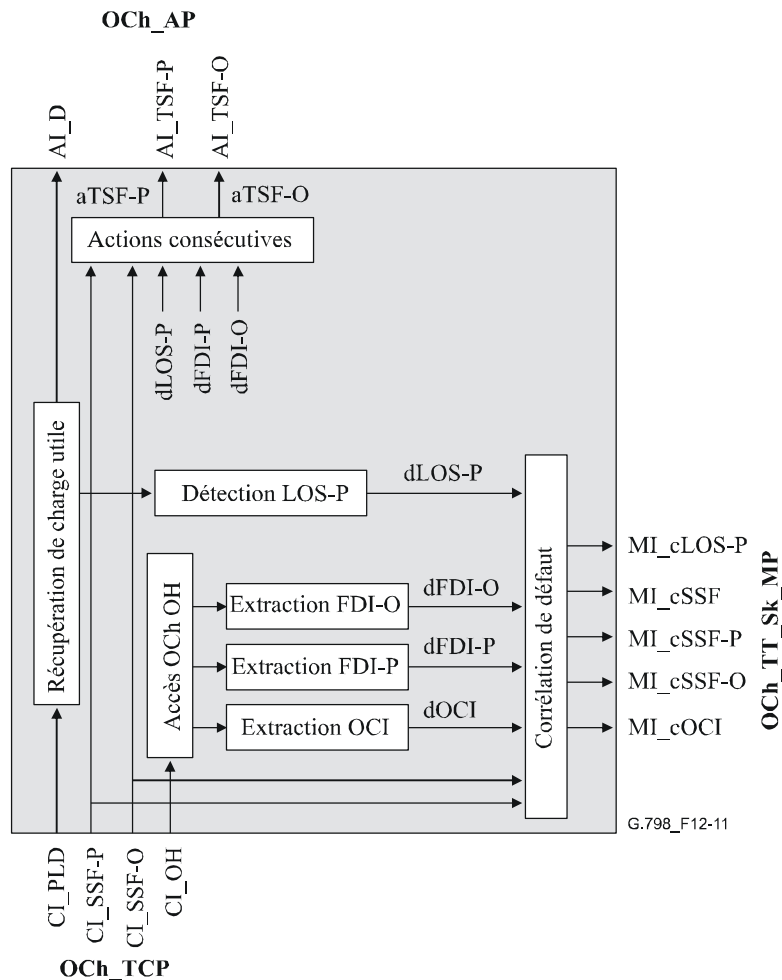 OCh_AP
AI_D
AI_TSF-P
AI_TSF-O
aTSF-P
aTSF-O
Actions consécutives
dLOS-P
dFDI-P
dFDI-O
Récupération de charge utile
Détection LOS-P
dLOS-P
Accès OCh OH
Extraction FDI-O
dFDI-O
Extraction FDI-P
dFDI-P
Extraction OCI
dOCI
Corrélation de défaut
MI_cLOS-P
MI_cSSF
MI_cSSF-P
MI_cSSF-O
MI_cOCI
OCh_TT_Sk_MP
G.798_F12-11
CI_PLD
CI_SSF-P
CI_SSF-O
CI_OH
OCh_TCP